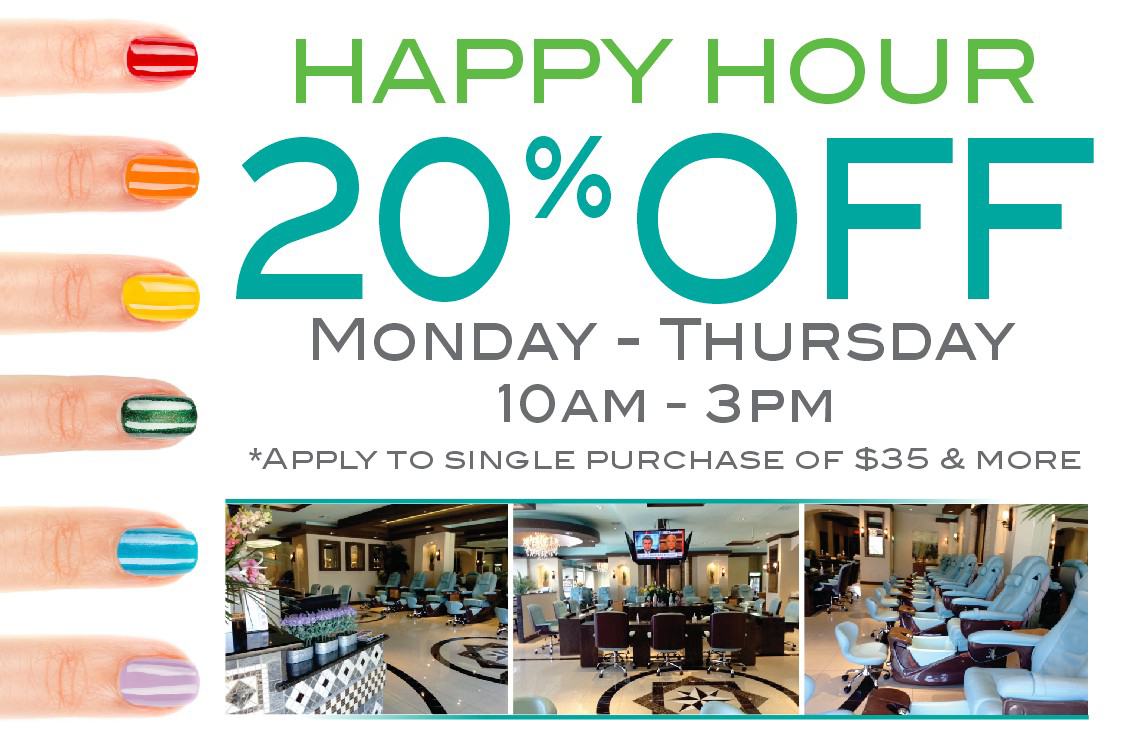 HAPPY HOUR
20% OFF
MONDAY - THURSDAY
10AM - 3PM
*APPLY TO SINGLE PURCHASE OF $35 & MORE